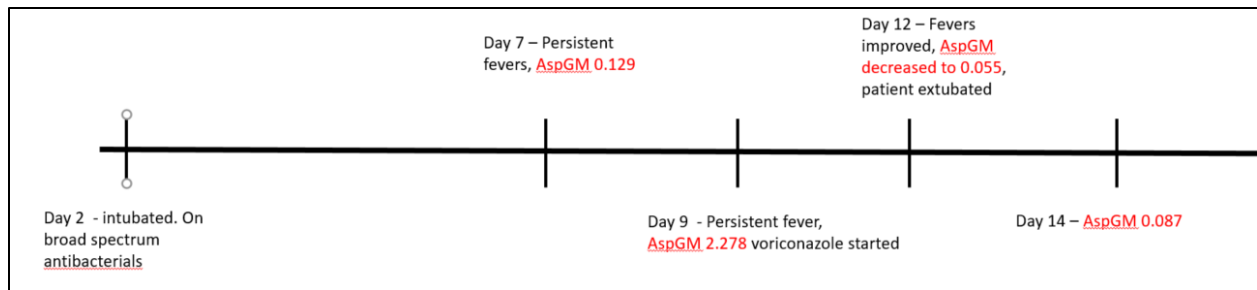 Day 2  - intubated. On
broad spectrum
antibacterials
Day 7 – Persistent
fevers, AspGM 0.129
Day 9  - Persistent fever,
AspGM 2.278 voriconazole started
Day 12 – Fevers
improved, AspGM
decreased to 0.055,
patient extubated
Day 14 – AspGM 0.087